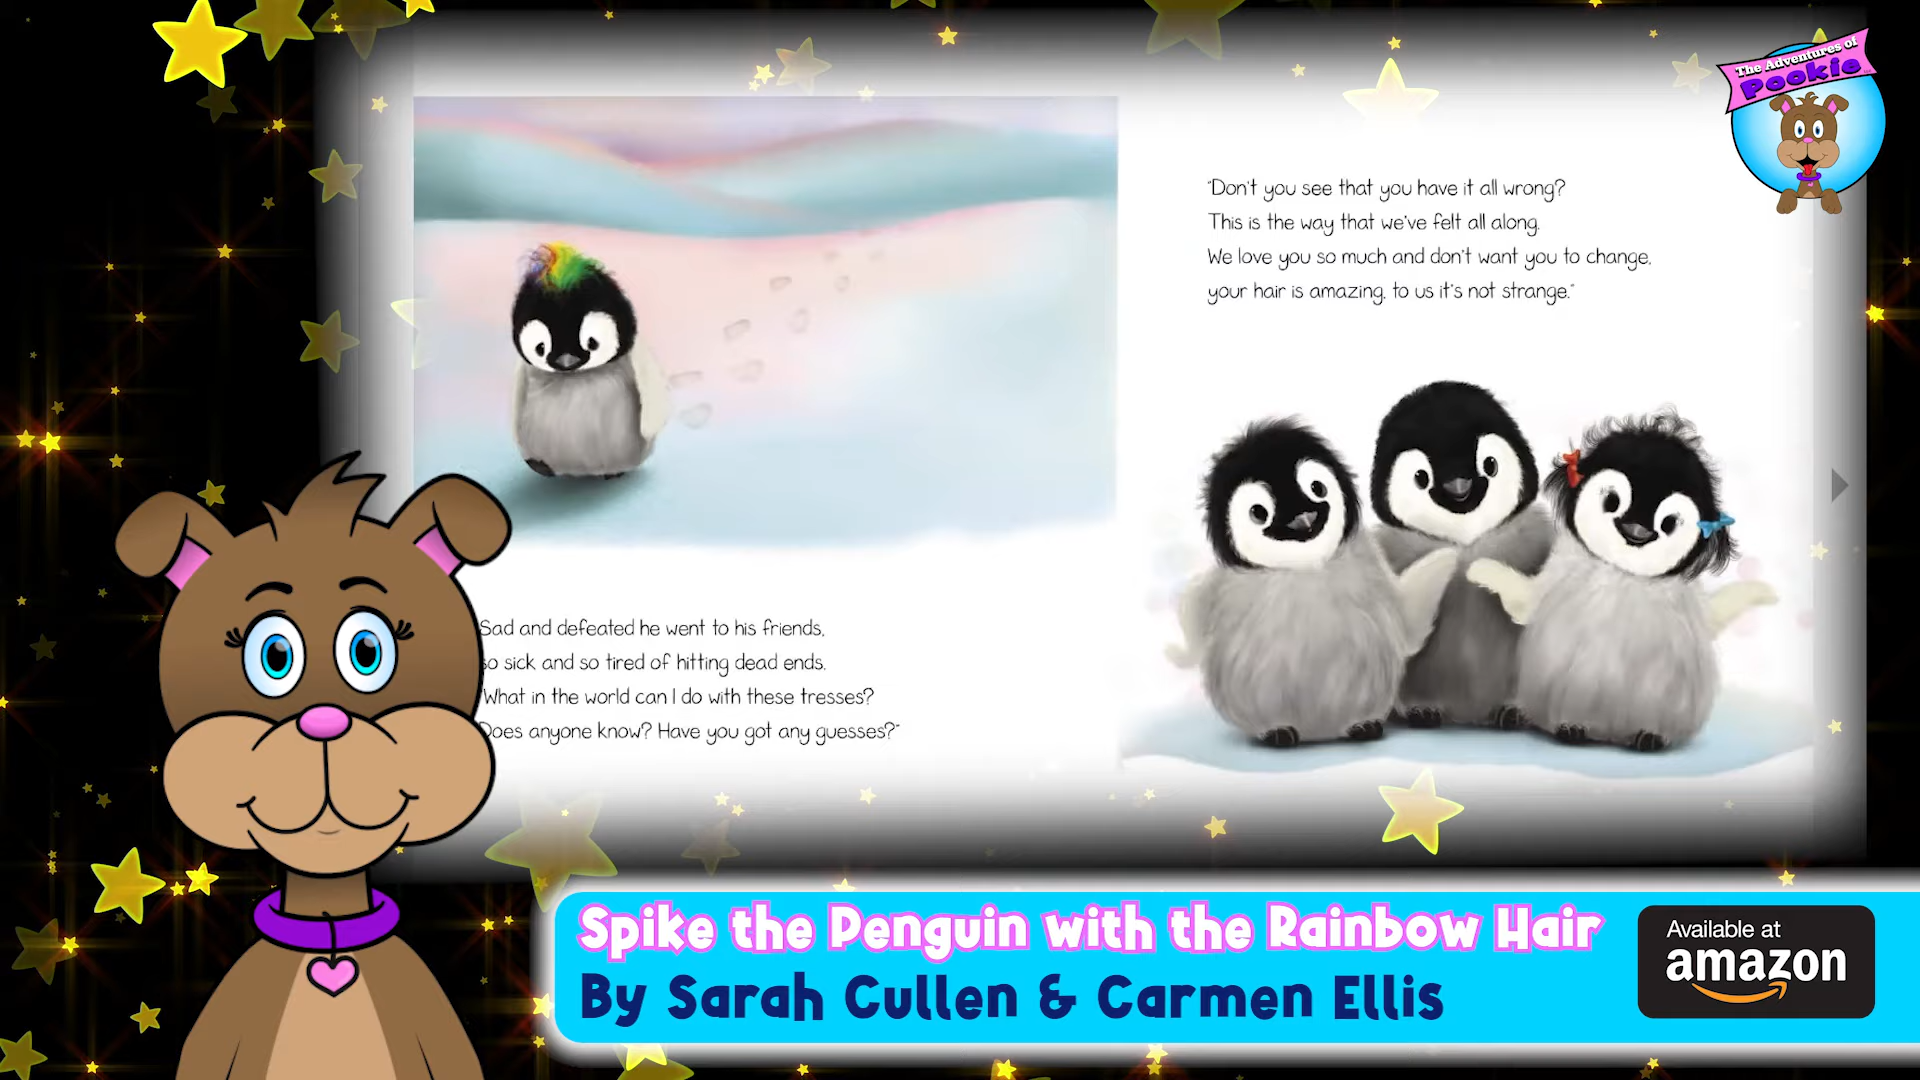 The Adventures of
Pookie
"Don't you see that you have it all wrong?
This is the way that we've felt all along.
We love you so much and don't want you to change,
your hair is amazing, to us it's not strange."
Sad and defeated he went to his friends,
so sick and so tired of hitting dead ends.
"What in the world can I do with these tresses?
Does anyone know? Have you got any guesses?"
Spike the Penguin with the Rainbow Hair
By Sarah Cullen & Carmen Ellis
Available at
amazon